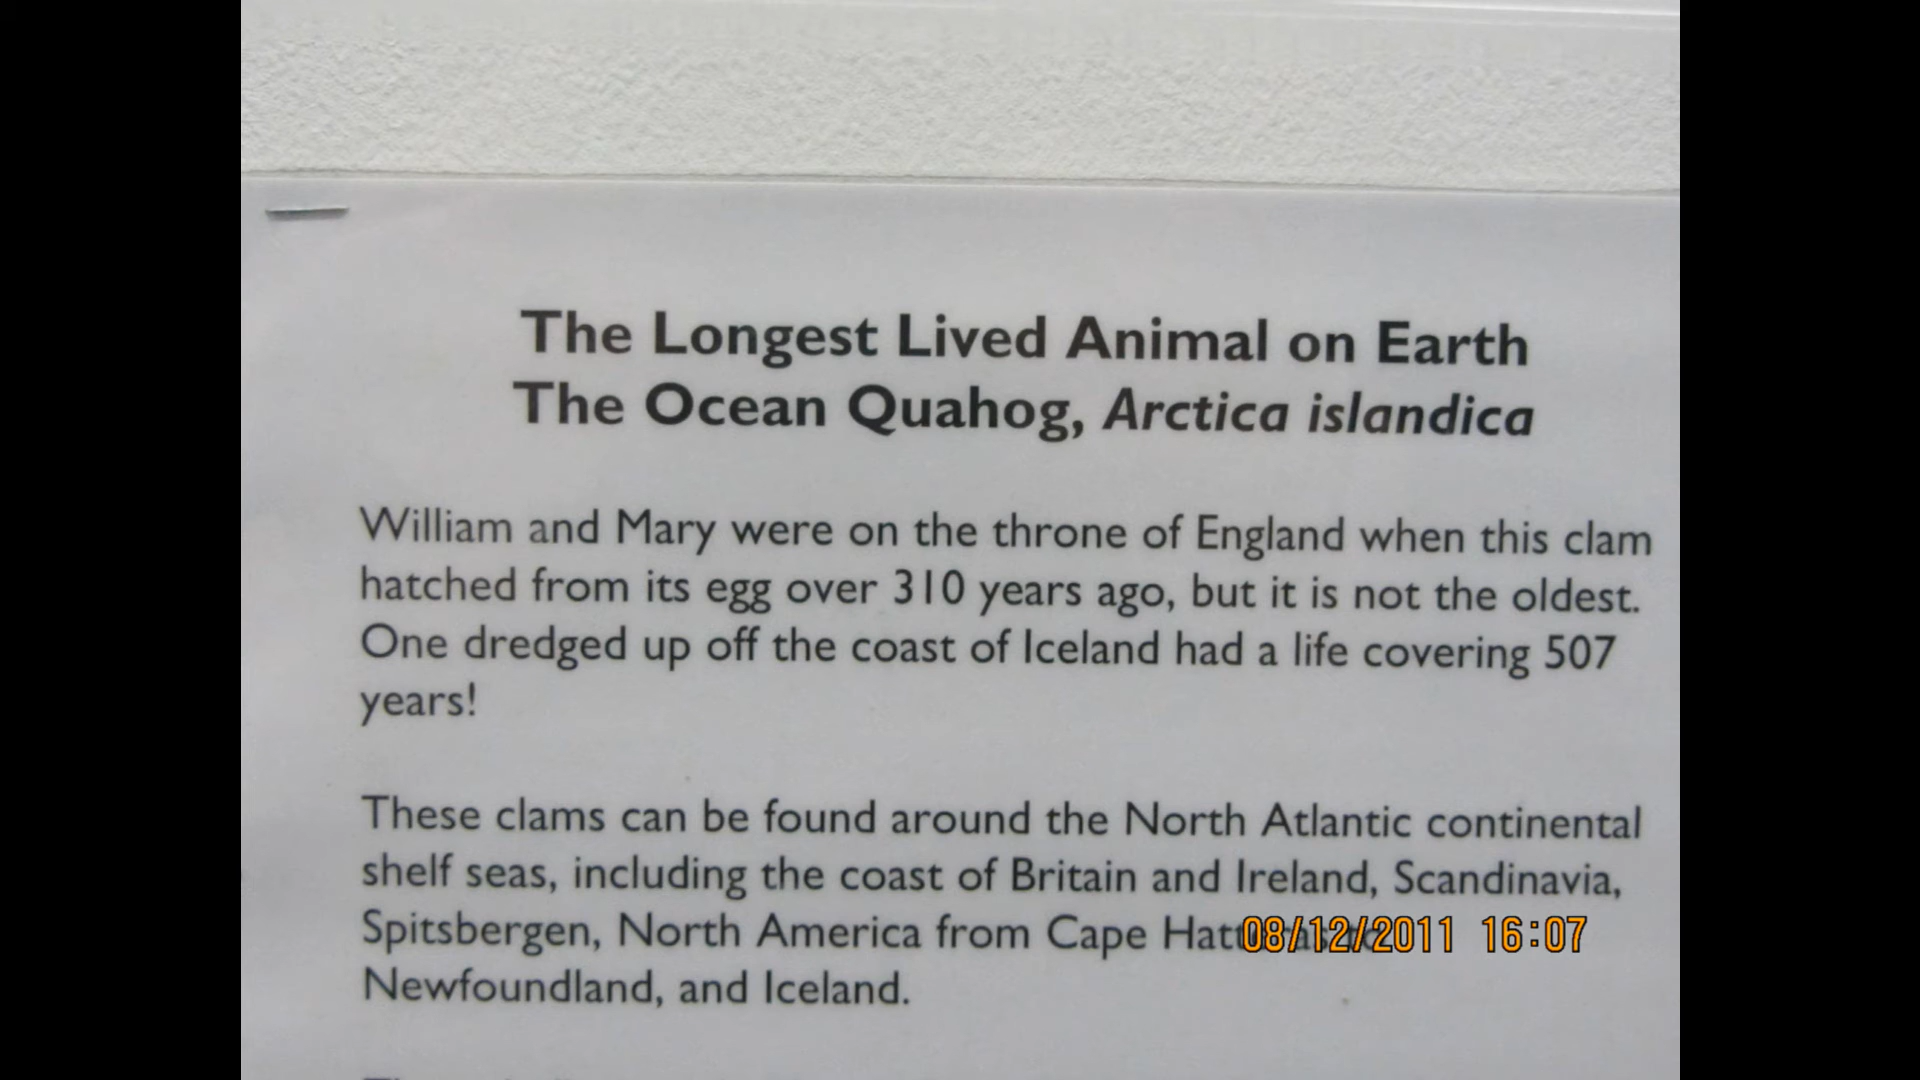 The Longest Lived Animal on Earth
The Ocean Quahog, Arctica islandica
William and Mary were on the throne of England when this clam
hatched from its egg over 310 years ago, but it is not the oldest.
One dredged up off the coast of Iceland had a life covering 507
years!
These clams can be found around the North Atlantic continental
shelf seas, including the coast of Britain and Ireland, Scandinavia,
Spitsbergen, North America from Cape Hatteras to
08/12/2011 16:07
Newfoundland, and Iceland.